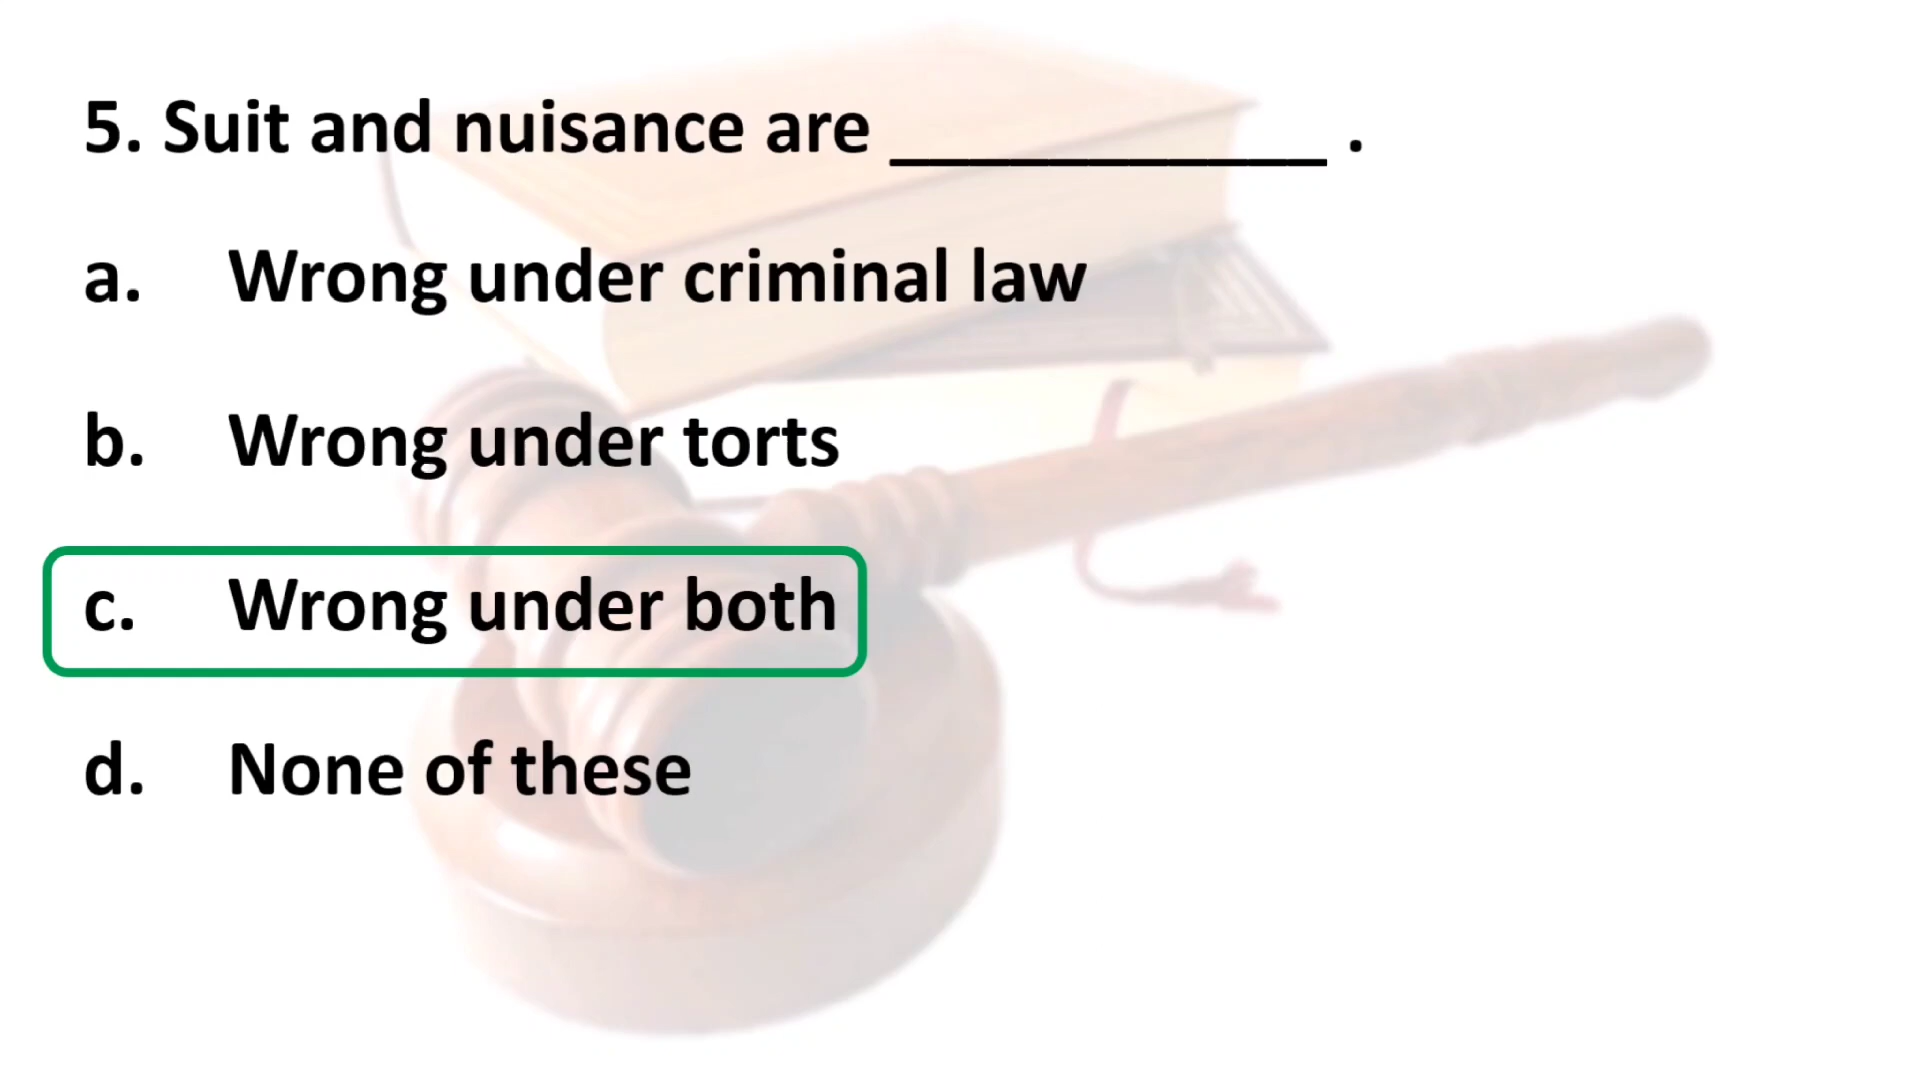 5. Suit and nuisance are ____________ .
a. Wrong under criminal law
b. Wrong under torts
c. Wrong under both
d. None of these